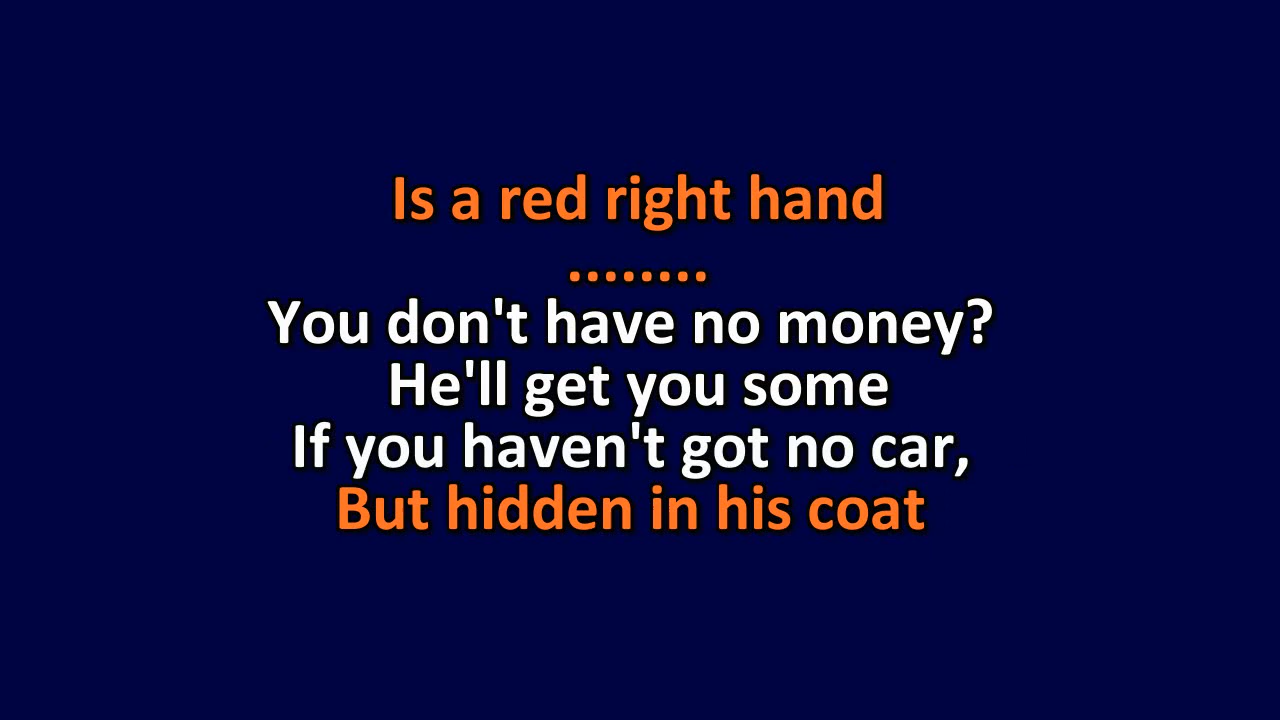 Is a red right hand
........
You don't have no money?
He'll get you some
If you haven't got no car,
But hidden in his coat